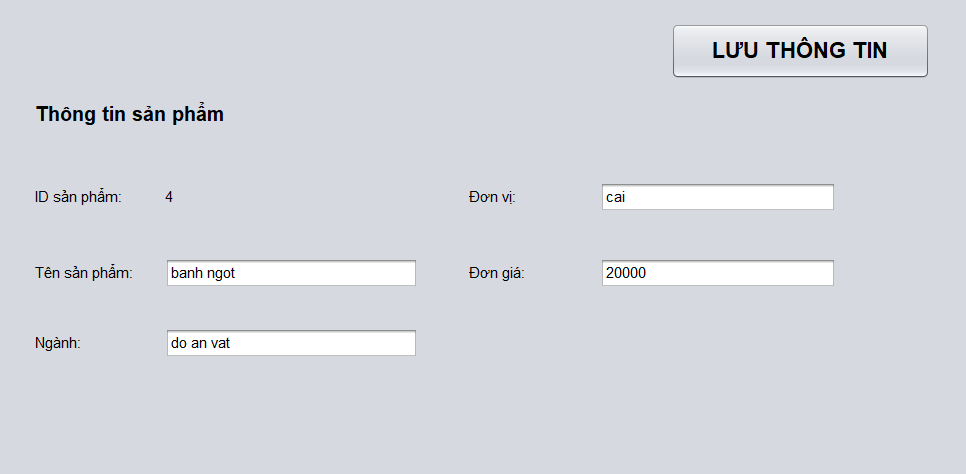 LƯU THÔNG TIN
Thông tin sản phẩm
ID sản phẩm: 4 Đơn vị: cai
Tên sản phẩm: banh ngot Đơn giá: 20000
Ngành: do an vat